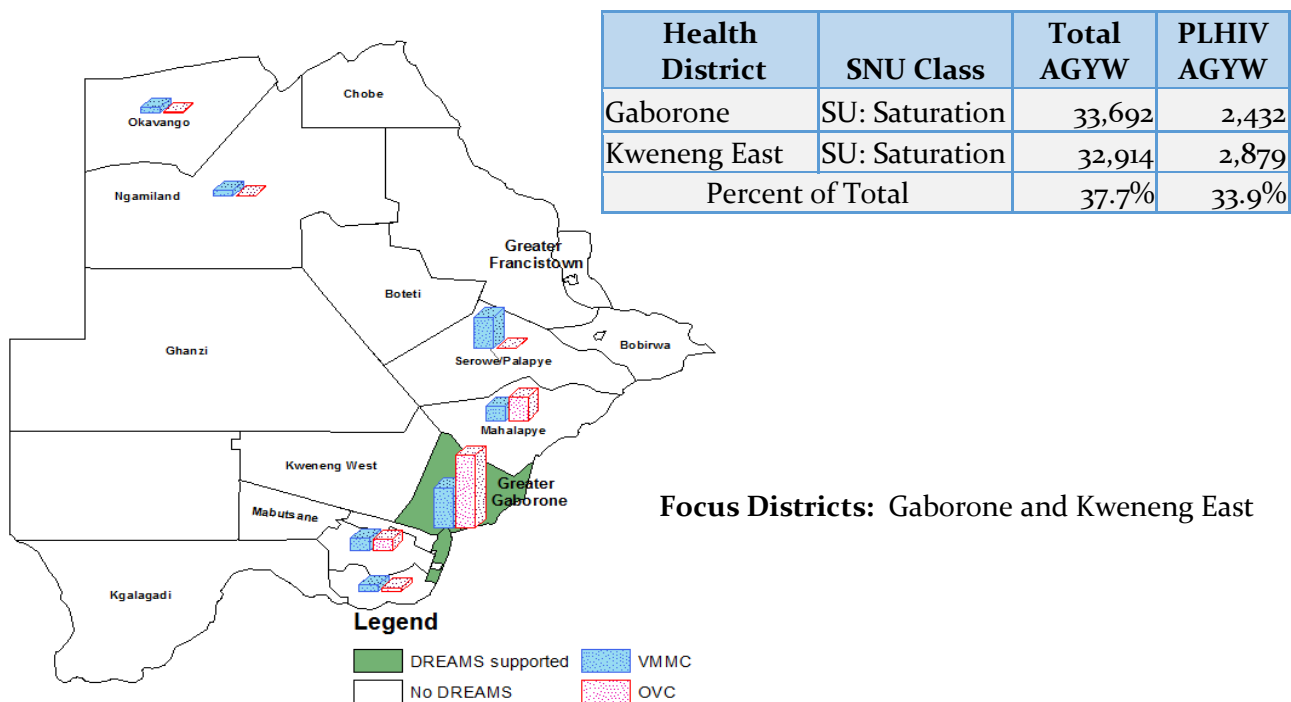 Health District SNU Class Total AGYW PLHIV AGYW
Gaborone SU: Saturation 33,692 2,432
Kweneng East SU: Saturation 32,914 2,879
Percent of Total 37.7% 33.9%
Chobe
Okavango
Ngamiland
Greater
Francistown
Boteti
Ghanzi
Serowe/Palapye
Bobirwa
Mahalapye
Kweneng West
Greater
Gaborone
Mabutsane
Kgalagadi
Focus Districts: Gaborone and Kweneng East
Legend
DREAMS supported
VMMC
No DREAMS
OVC